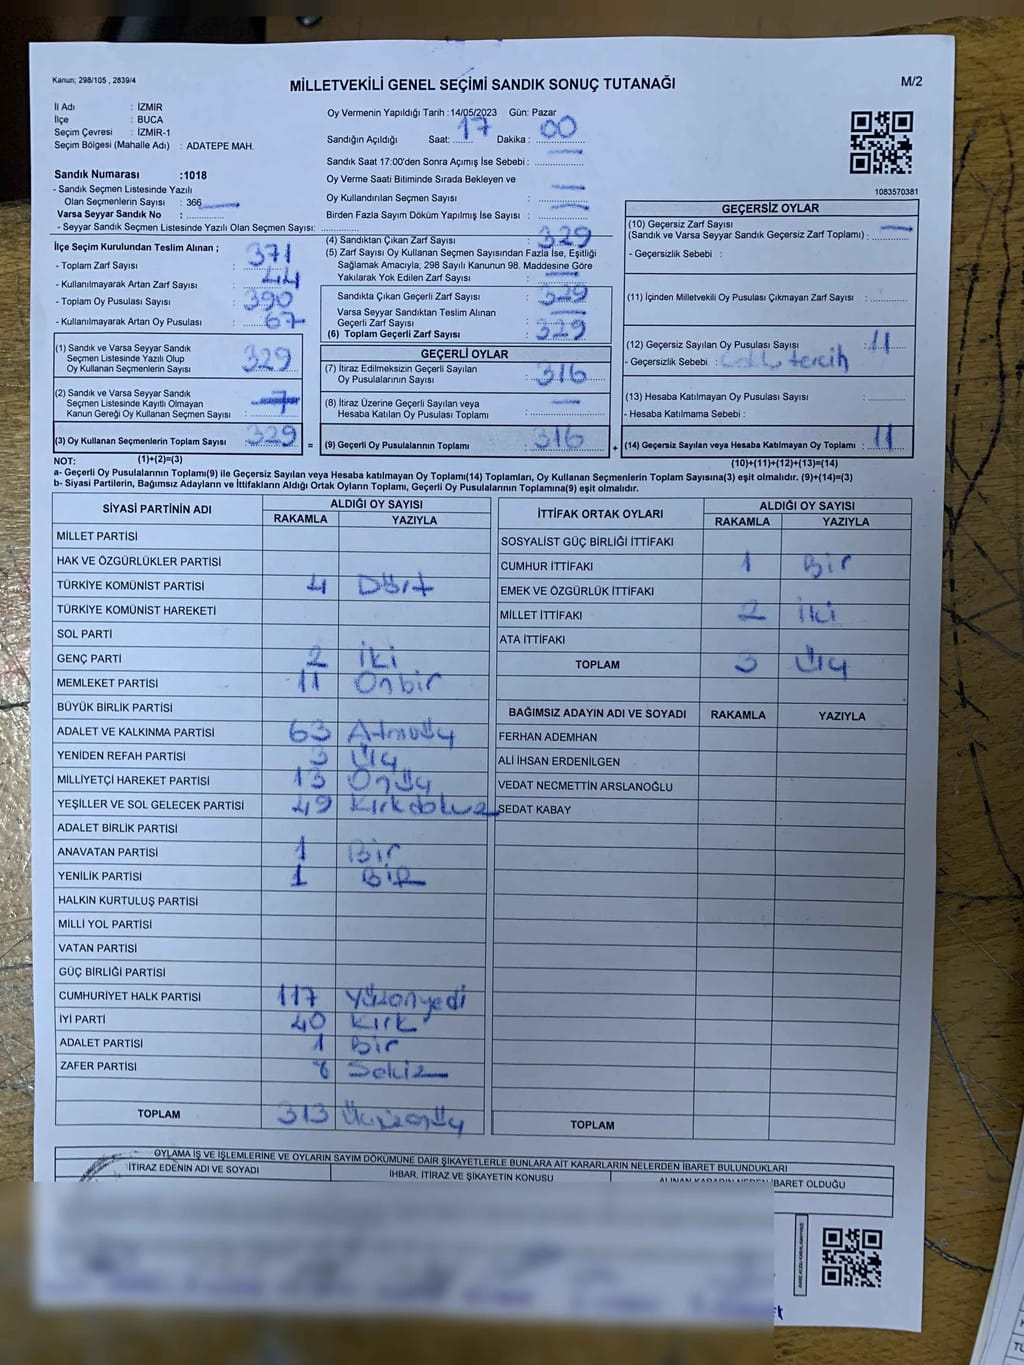 Kanun, 298/105 , 2839/4
MİLLETVEKİLİ GENEL SEÇİMİ SANDIK SONUÇ TUTANAĞI
M/2
İl Adı : İZMİR
İlçe : BUCA
Seçim Çevresi : İZMİR-1
Seçim Bölgesi (Mahalle Adı) : ADATEPE MAH.
Oy Vermenin Yapıldığı Tarih :14/05/2023 Gün: Pazar
Sandığın Açıldığı Saat: 17 Dakika : 00
Sandık Saat 17:00'den Sonra Açımış İse Sebebi :
Oy Verme Saati Bitiminde Sırada Bekleyen ve
Oy Kullandırılan Seçmen Sayısı :
Birden Fazla Sayım Döküm Yapılmış İse Sayısı :
1083570381
Sandık Numarası :1018
- Sandık Seçmen Listesinde Yazılı
Olan Seçmenlerin Sayısı : 366
Varsa Seyyar Sandık No :
- Seyyar Sandık Seçmen Listesinde Yazılı Olan Seçmen Sayısı:
İlçe Seçim Kurulundan Teslim Alınan ;
- Toplam Zarf Sayısı : 371
- Kullanılmayarak Artan Zarf Sayısı : 44
- Toplam Oy Pusulası Sayısı : 390
- Kullanılmayarak Artan Oy Pusulası : 67
(1) Sandık ve Varsa Seyyar Sandık
Seçmen Listesinde Yazılı Olup
Oy Kullanan Seçmenlerin Sayısı : 329
(2) Sandık ve Varsa Seyyar Sandık
Seçmen Listesinde Kayıtlı Olmayan
Kanun Gereği Oy Kullanan Seçmen Sayısı :
(3) Oy Kullanan Seçmenlerin Toplam Sayısı : 329
(1)+(2)=(3)
(4) Sandıktan Çıkan Zarf Sayısı : 329
(5) Zarf Sayısı Oy Kullanan Seçmen Sayısından Fazla İse, Eşitliği
Sağlamak Amacıyla; 298 Sayılı Kanunun 98. Maddesine Göre
Yakılarak Yok Edilen Zarf Sayısı :
Sandıkta Çıkan Geçerli Zarf Sayısı : 329
Varsa Seyyar Sandıktan Teslim Alınan
Geçerli Zarf Sayısı :
(6) Toplam Geçerli Zarf Sayısı : 329
GEÇERLİ OYLAR
(7) İtiraz Edilmeksizin Geçerli Sayılan
Oy Pusulalarının Sayısı : 316
(8) İtiraz Üzerine Geçerli Sayılan veya
Hesaba Katılan Oy Pusulası Toplamı :
= (9) Geçerli Oy Pusulalarının Toplamı : 316
GEÇERSİZ OYLAR
(10) Geçersiz Zarf Sayısı
(Sandık ve Varsa Seyyar Sandık Geçersiz Zarf Toplamı) :
- Geçersizlik Sebebi :
(11) İçinden Milletvekili Oy Pusulası Çıkmayan Zarf Sayısı :
(12) Geçersiz Sayılan Oy Pusulası Sayısı : 11
- Geçersizlik Sebebi : tercih
(13) Hesaba Katılmayan Oy Pusulası Sayısı :
- Hesaba Katılmama Sebebi :
+ (14) Geçersiz Sayılan veya Hesaba Katılmayan Oy Toplamı : 11
(10)+(11)+(12)+(13)=(14)
NOT:
a- Geçerli Oy Pusulalarının Toplamı(9) ile Geçersiz Sayılan veya Hesaba katılmayan Oy Toplamı(14) Toplamları, Oy Kullanan Seçmenlerin Toplam Sayısına(3) eşit olmalıdır. (9)+(14)=(3)
b- Siyasi Partilerin, Bağımsız Adayların ve İttifakların Aldığı Ortak Oyların Toplamı, Geçerli Oy Pusulalarının Toplamına(9) eşit olmalıdır.
SİYASİ PARTİNİN ADI ALDIĞI OY SAYISI
RAKAMLA YAZIYLA
MİLLET PARTİSİ
HAK VE ÖZGÜRLÜKLER PARTİSİ
TÜRKİYE KOMÜNİST PARTİSİ 4 Dört
TÜRKİYE KOMÜNİST HAREKETİ
SOL PARTİ
GENÇ PARTİ 2 İki
MEMLEKET PARTİSİ 11 Onbir
BÜYÜK BİRLİK PARTİSİ
ADALET VE KALKINMA PARTİSİ 63 Atmışüç
YENİDEN REFAH PARTİSİ 3 Üç
MİLLİYETÇİ HAREKET PARTİSİ 13 Onüç
YEŞİLLER VE SOL GELECEK PARTİSİ 49 Kırkdokuz
ADALET BİRLİK PARTİSİ
ANAVATAN PARTİSİ 1 Bir
YENİLİK PARTİSİ 1 BİR
HALKIN KURTULUŞ PARTİSİ
MİLLİ YOL PARTİSİ
VATAN PARTİSİ
GÜÇ BİRLİĞİ PARTİSİ
CUMHURİYET HALK PARTİSİ 117 Yüzonyedi
İYİ PARTİ 40 Kırk
ADALET PARTİSİ 1 Bir
ZAFER PARTİSİ 8 Sekiz
TOPLAM 313 Üçyüzonüç
İTTİFAK ORTAK OYLARI ALDIĞI OY SAYISI
RAKAMLA YAZIYLA
SOSYALİST GÜÇ BİRLİĞİ İTTİFAKI
CUMHUR İTTİFAKI 1 Bir
EMEK VE ÖZGÜRLÜK İTTİFAKI
MİLLET İTTİFAKI 2 İki
ATA İTTİFAKI
TOPLAM 3 Üç
BAĞIMSIZ ADAYIN ADI VE SOYADI RAKAMLA YAZIYLA
FERHAN ADEMHAN
ALİ İHSAN ERDENİLGEN
VEDAT NECMETTİN ARSLANOĞLU
SEDAT KABAY
TOPLAM
OYLAMA İŞ VE İŞLEMLERİNE VE OYLARIN SAYIM DÖKÜMÜNE DAİR ŞİKAYETLERLE BUNLARA AİT KARARLARIN NELERDEN İBARET BULUNDUKLARI
İTİRAZ EDENİN ADI VE SOYADI İHBAR, İTİRAZ VE ŞİKAYETİN KONUSU ALINAN KARARIN NEDEN İBARET OLDUĞU